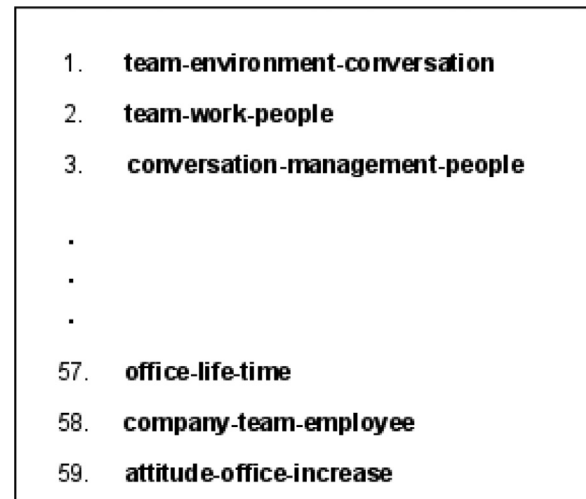 1. team-environment-conversation
2. team-work-people
3. conversation-management-people
.
.
.
57. office-life-time
58. company-team-employee
59. attitude-office-increase